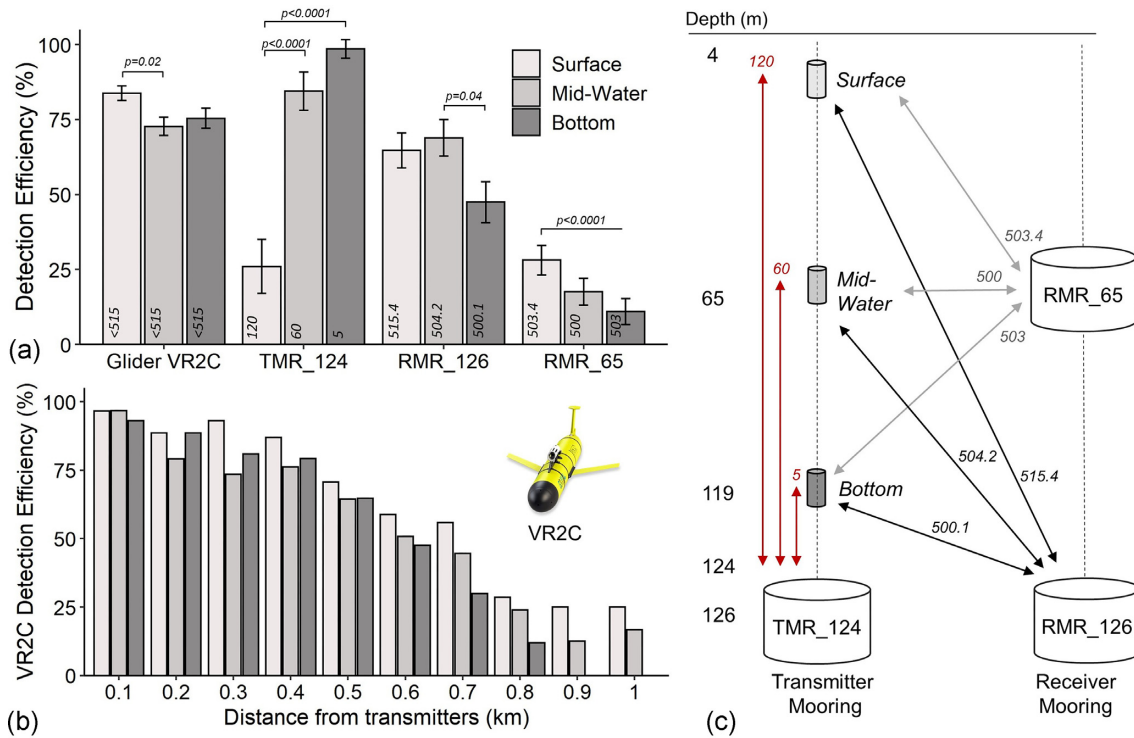 p<0.0001
p=0.02
p<0.0001
p=0.04
p<0.0001
Surface
Mid-Water
Bottom
Detection Efficiency (%)
100
75
50
25
0
<515
<515
<515
120
60
5
515.4
504.2
500.1
503.4
500
503
(a)
Glider VR2C
TMR_124
RMR_126
RMR_65
VR2C Detection Efficiency (%)
100
75
50
25
0
VR2C
0.1
0.2
0.3
0.4
0.5
0.6
0.7
0.8
0.9
1
(b)
Distance from transmitters (km)
Depth (m)
4
65
119
124
126
120
60
5
Surface
Mid-
Water
Bottom
503.4
500
503
504.2
515.4
500.1
RMR_65
TMR_124
RMR_126
Transmitter
Mooring
Receiver
Mooring
(c)